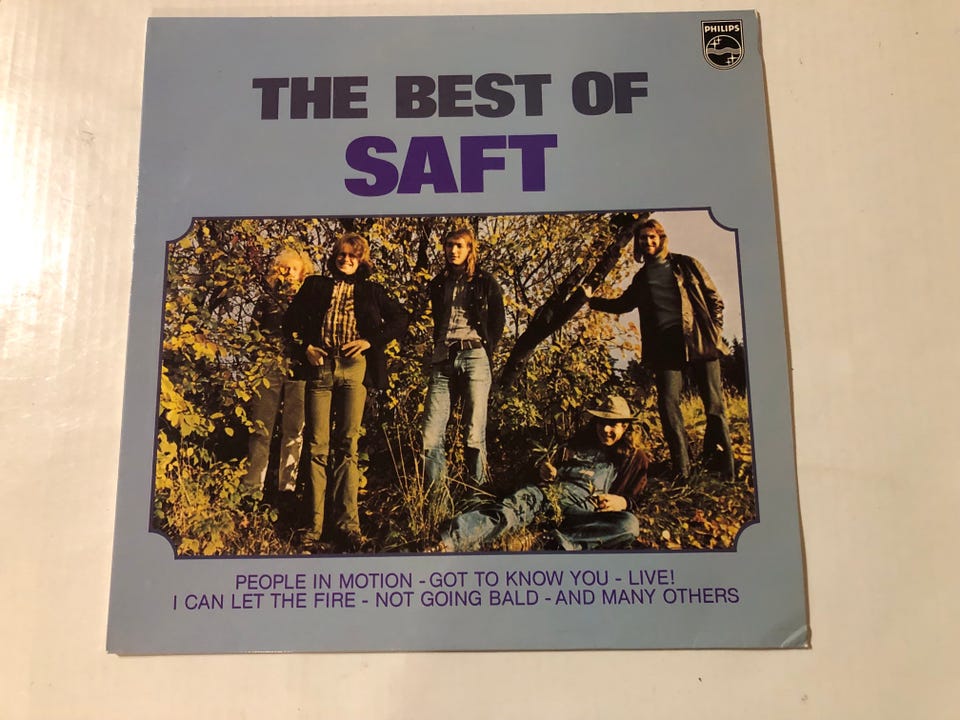 PHILIPS
THE BEST OF
SAFT
PEOPLE IN MOTION - GOT TO KNOW YOU - LIVE!
I CAN LET THE FIRE - NOT GOING BALD - AND MANY OTHERS